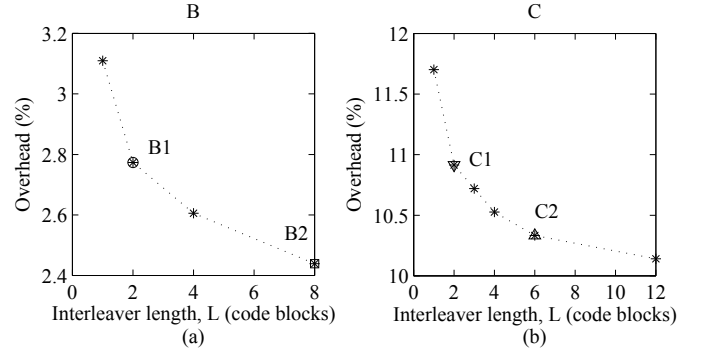 B
3.2
3
2.8
2.6
2.4
Overhead (%)
B1
B2
0 2 4 6 8
Interleaver length, L (code blocks)
(a)
C
12
11.5
11
10.5
10
Overhead (%)
C1
C2
0 2 4 6 8 10 12
Interleaver length, L (code blocks)
(b)